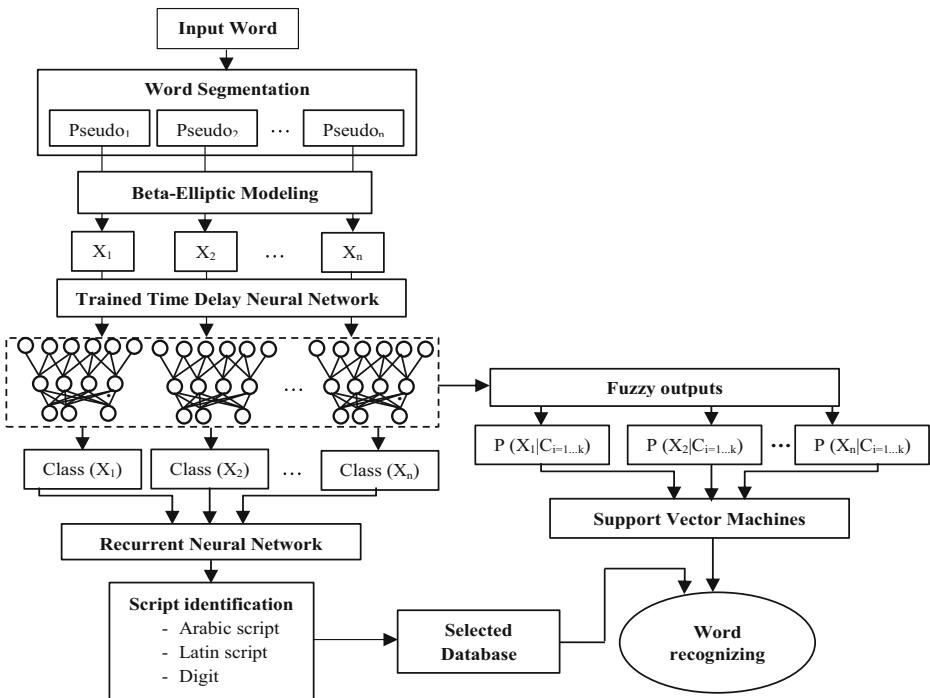 Input Word
Word Segmentation
Pseudo₁ Pseudo₂ ... Pseudoₙ
Beta-Elliptic Modeling
X₁ X₂ ... Xₙ
Trained Time Delay Neural Network
...
Fuzzy outputs
P (X₁|Cᵢ₌₁...ₖ) P (X₂|Cᵢ₌₁...ₖ) ... P (Xₙ|Cᵢ₌₁...ₖ)
Class (X₁) Class (X₂) ... Class (Xₙ)
Support Vector Machines
Recurrent Neural Network
Script identification
- Arabic script
- Latin script
- Digit
Selected
Database
Word
recognizing